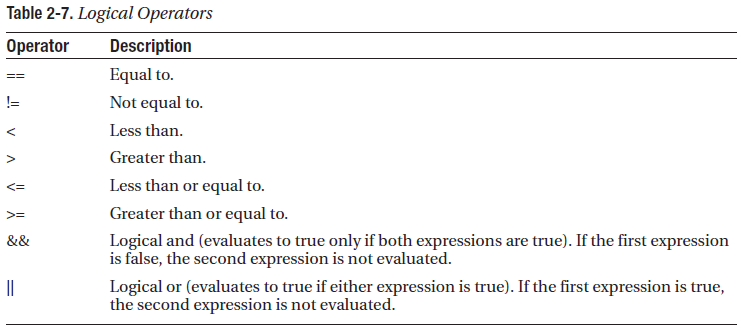 Table 2-7. Logical Operators
Operator Description
== Equal to.
!= Not equal to.
< Less than.
> Greater than.
<= Less than or equal to.
>= Greater than or equal to.
&& Logical and (evaluates to true only if both expressions are true). If the first expression
is false, the second expression is not evaluated.
|| Logical or (evaluates to true if either expression is true). If the first expression is true,
the second expression is not evaluated.